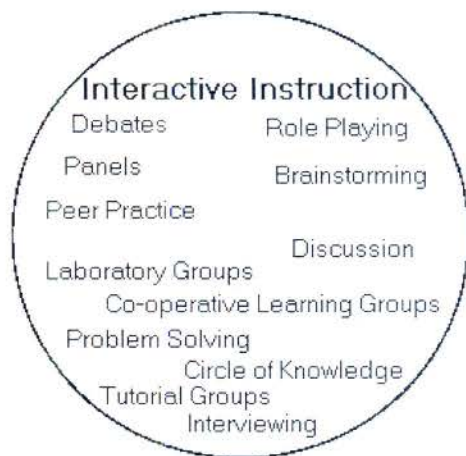 Interactive Instruction
Debates
Role Playing
Panels
Brainstorming
Peer Practice
Discussion
Laboratory Groups
Co-operative Learning Groups
Problem Solving
Circle of Knowledge
Tutorial Groups
Interviewing